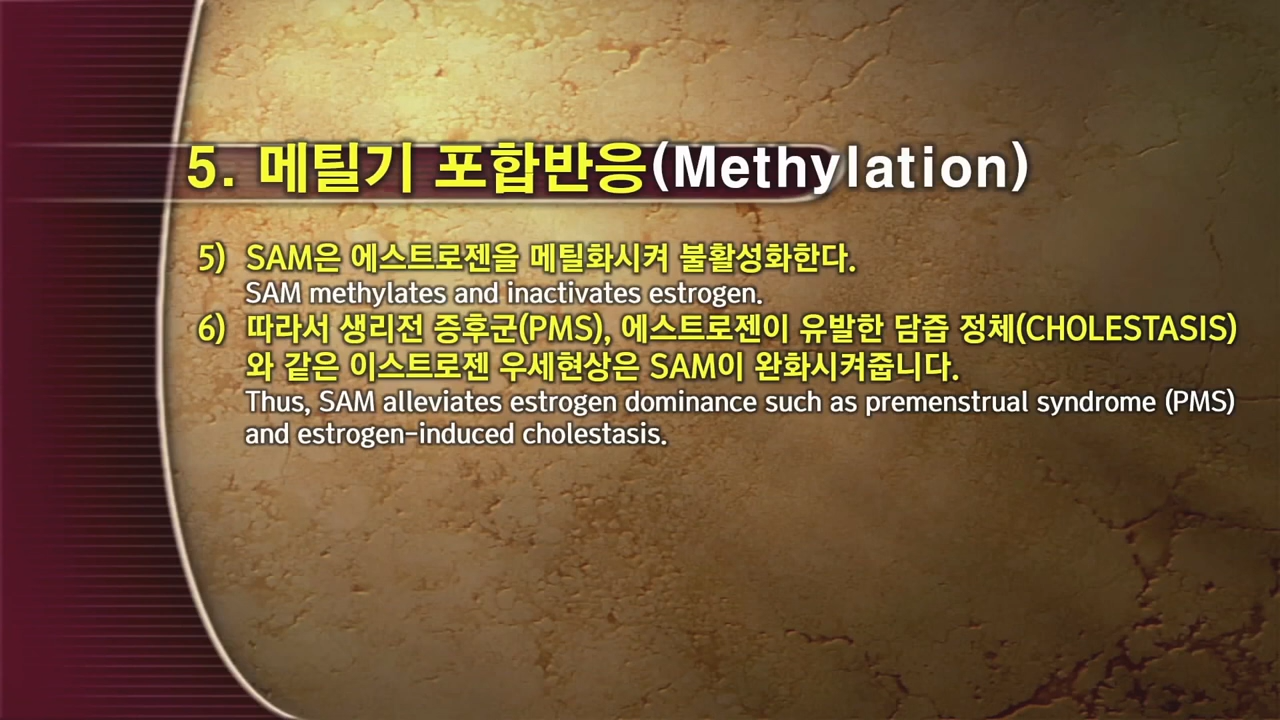 5. 메틸기 포합반응(Methylation)
5) SAM은 에스트로젠을 메틸화시켜 불활성화한다.
SAM methylates and inactivates estrogen.
6) 따라서 생리전 증후군(PMS), 에스트로젠이 유발한 담즙 정체(CHOLESTASIS)
와 같은 이스트로젠 우세현상은 SAM이 완화시켜줍니다.
Thus, SAM alleviates estrogen dominance such as premenstrual syndrome (PMS)
and estrogen-induced cholestasis.